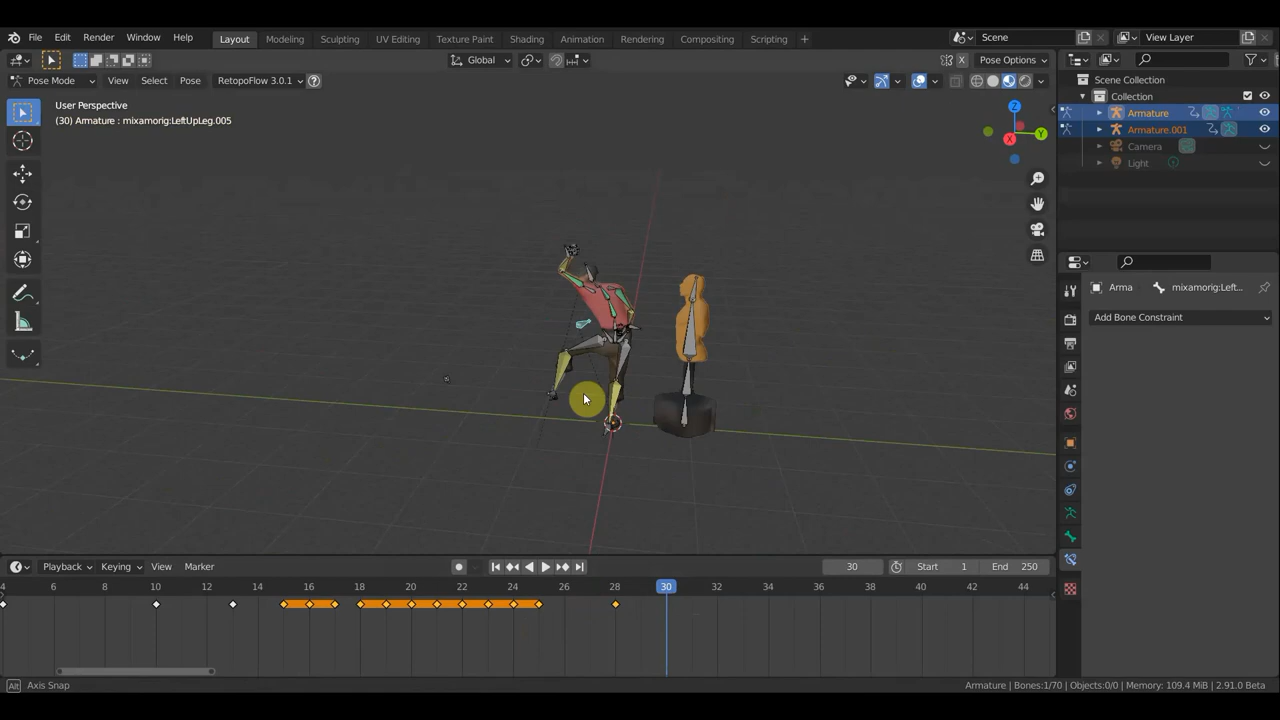 File Edit Render Window Help Layout Modeling Sculpting UV Editing Texture Paint Shading Animation Rendering Compositing Scripting + Scene View Layer
Global Pose Options
Pose Mode View Select Pose RetopoFlow 3.0.1
User Perspective
(30) Armature : mixamorig:LeftUpLeg.005
Z
Y
X
Scene Collection
Collection
Armature
Armature.001
Camera
Light
Arma mixamorig:Left...
Add Bone Constraint
Playback Keying View Marker 30 Start 1 End 250
4 8 10 12 14 16 18 20 22 24 26 28 30 32 34 36 38 40 42 44
Alt Axis Snap Armature | Bones:1/70 | Objects:0/0 | Memory: 109.4 MiB | 2.91.0 Beta